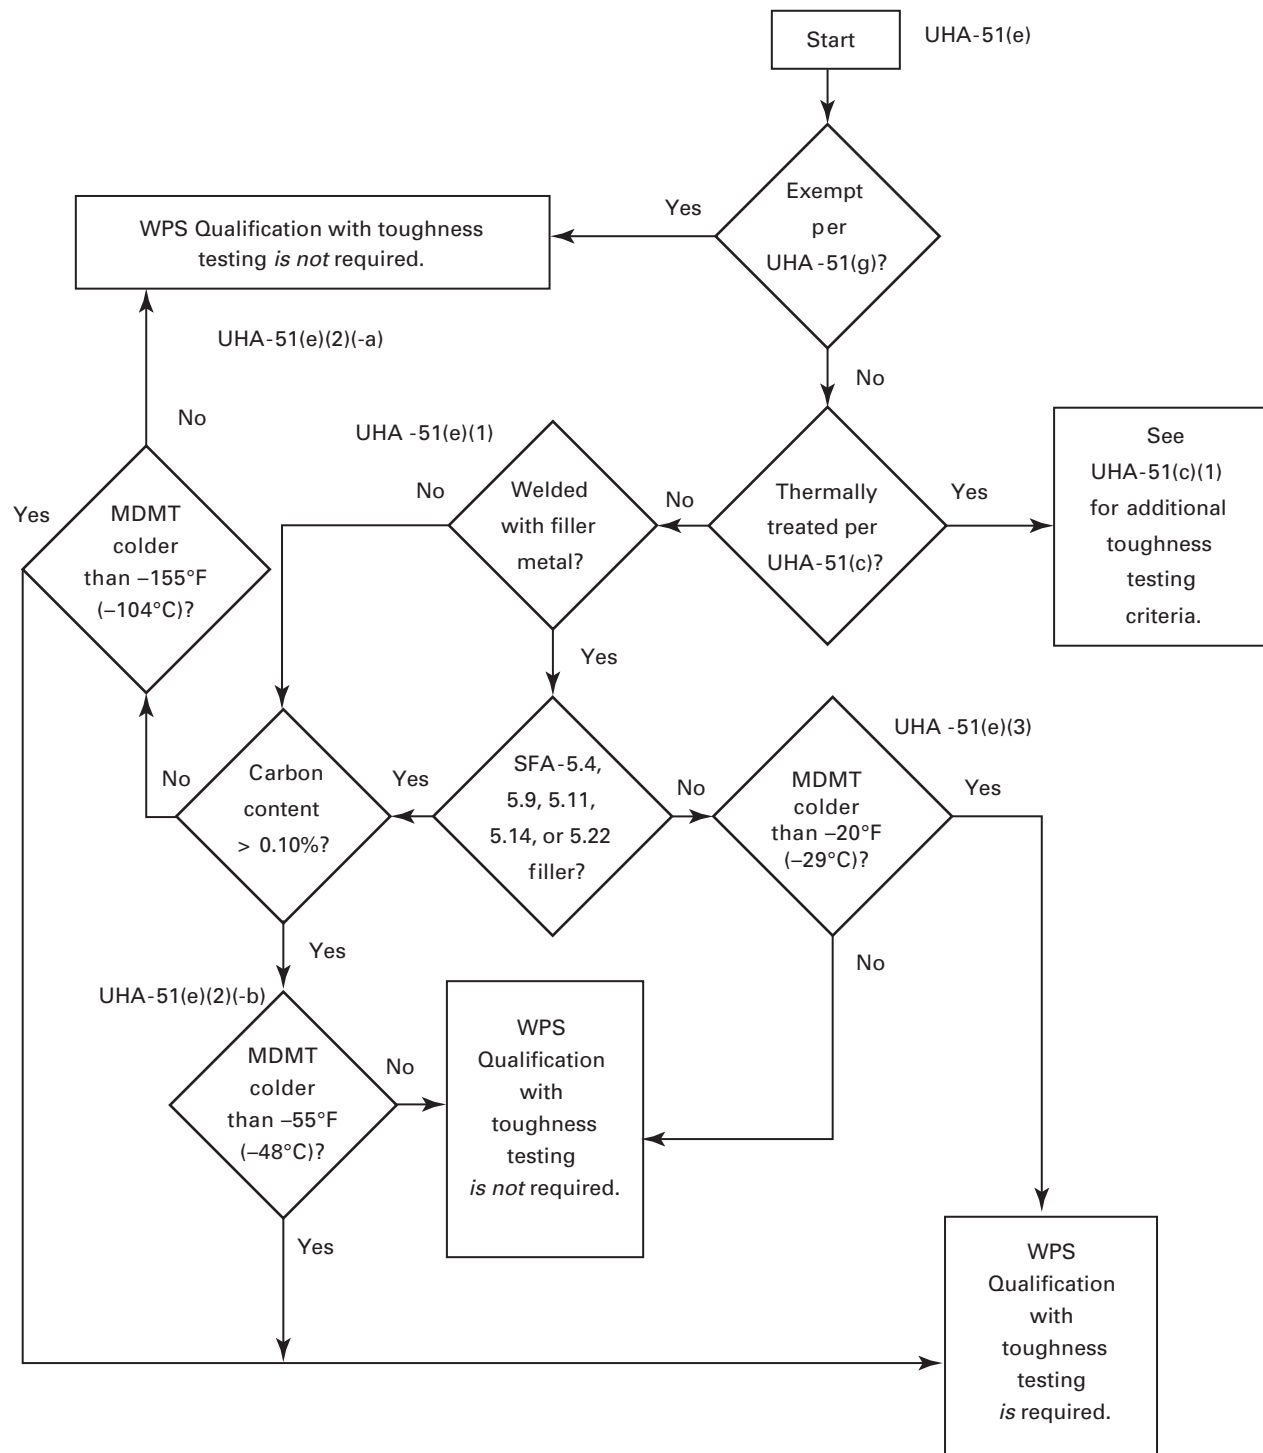 Start
UHA-51(e)
Exempt
per
UHA-51(g)?
Yes
WPS Qualification with toughness
testing is not required.
No
UHA-51(e)(2)(-a)
No
MDMT
colder
than –155°F
(–104°C)?
Yes
UHA -51(e)(1)
Welded
with filler
metal?
No
Yes
Thermally
treated per
UHA-51(c)?
No
Yes
See
UHA-51(c)(1)
for additional
toughness
testing
criteria.
Carbon
content
> 0.10%?
No
Yes
SFA-5.4,
5.9, 5.11,
5.14, or 5.22
filler?
Yes
No
UHA -51(e)(3)
MDMT
colder
than –20°F
(–29°C)?
Yes
No
UHA-51(e)(2)(-b)
MDMT
colder
than –55°F
(–48°C)?
No
Yes
WPS
Qualification
with
toughness
testing
is not required.
WPS
Qualification
with
toughness
testing
is required.